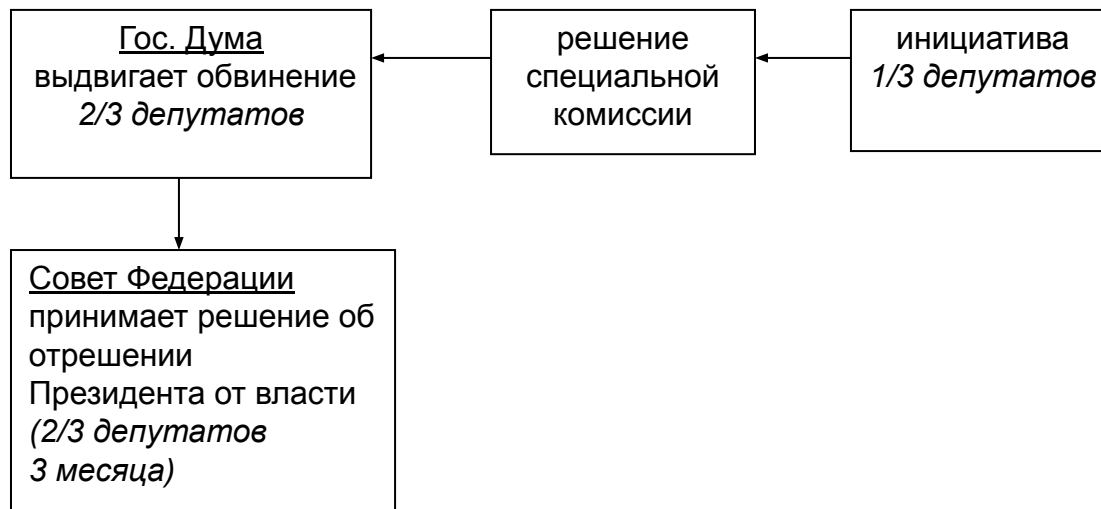 Гос. Дума
выдвигает обвинение
2/3 депутатов
решение
специальной
комиссии
инициатива
1/3 депутатов
Совет Федерации
принимает решение об
отрешении
Президента от власти
(2/3 депутатов
3 месяца)